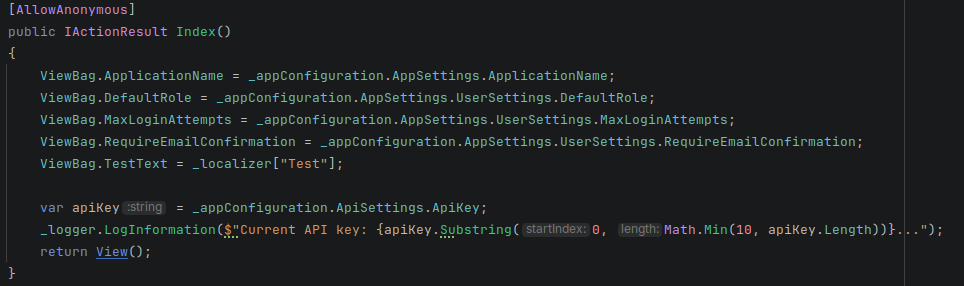 [AllowAnonymous]
public IActionResult Index()
{
ViewBag.ApplicationName = _appConfiguration.AppSettings.ApplicationName;
ViewBag.DefaultRole = _appConfiguration.AppSettings.UserSettings.DefaultRole;
ViewBag.MaxLoginAttempts = _appConfiguration.AppSettings.UserSettings.MaxLoginAttempts;
ViewBag.RequireEmailConfirmation = _appConfiguration.AppSettings.UserSettings.RequireEmailConfirmation;
ViewBag.TestText = _localizer["Test"];
var apiKey :string = _appConfiguration.ApiSettings.ApiKey;
_logger.LogInformation($"Current API key: {apiKey.Substring( startIndex: 0, length: Math.Min(10, apiKey.Length))}...");
return View();
}